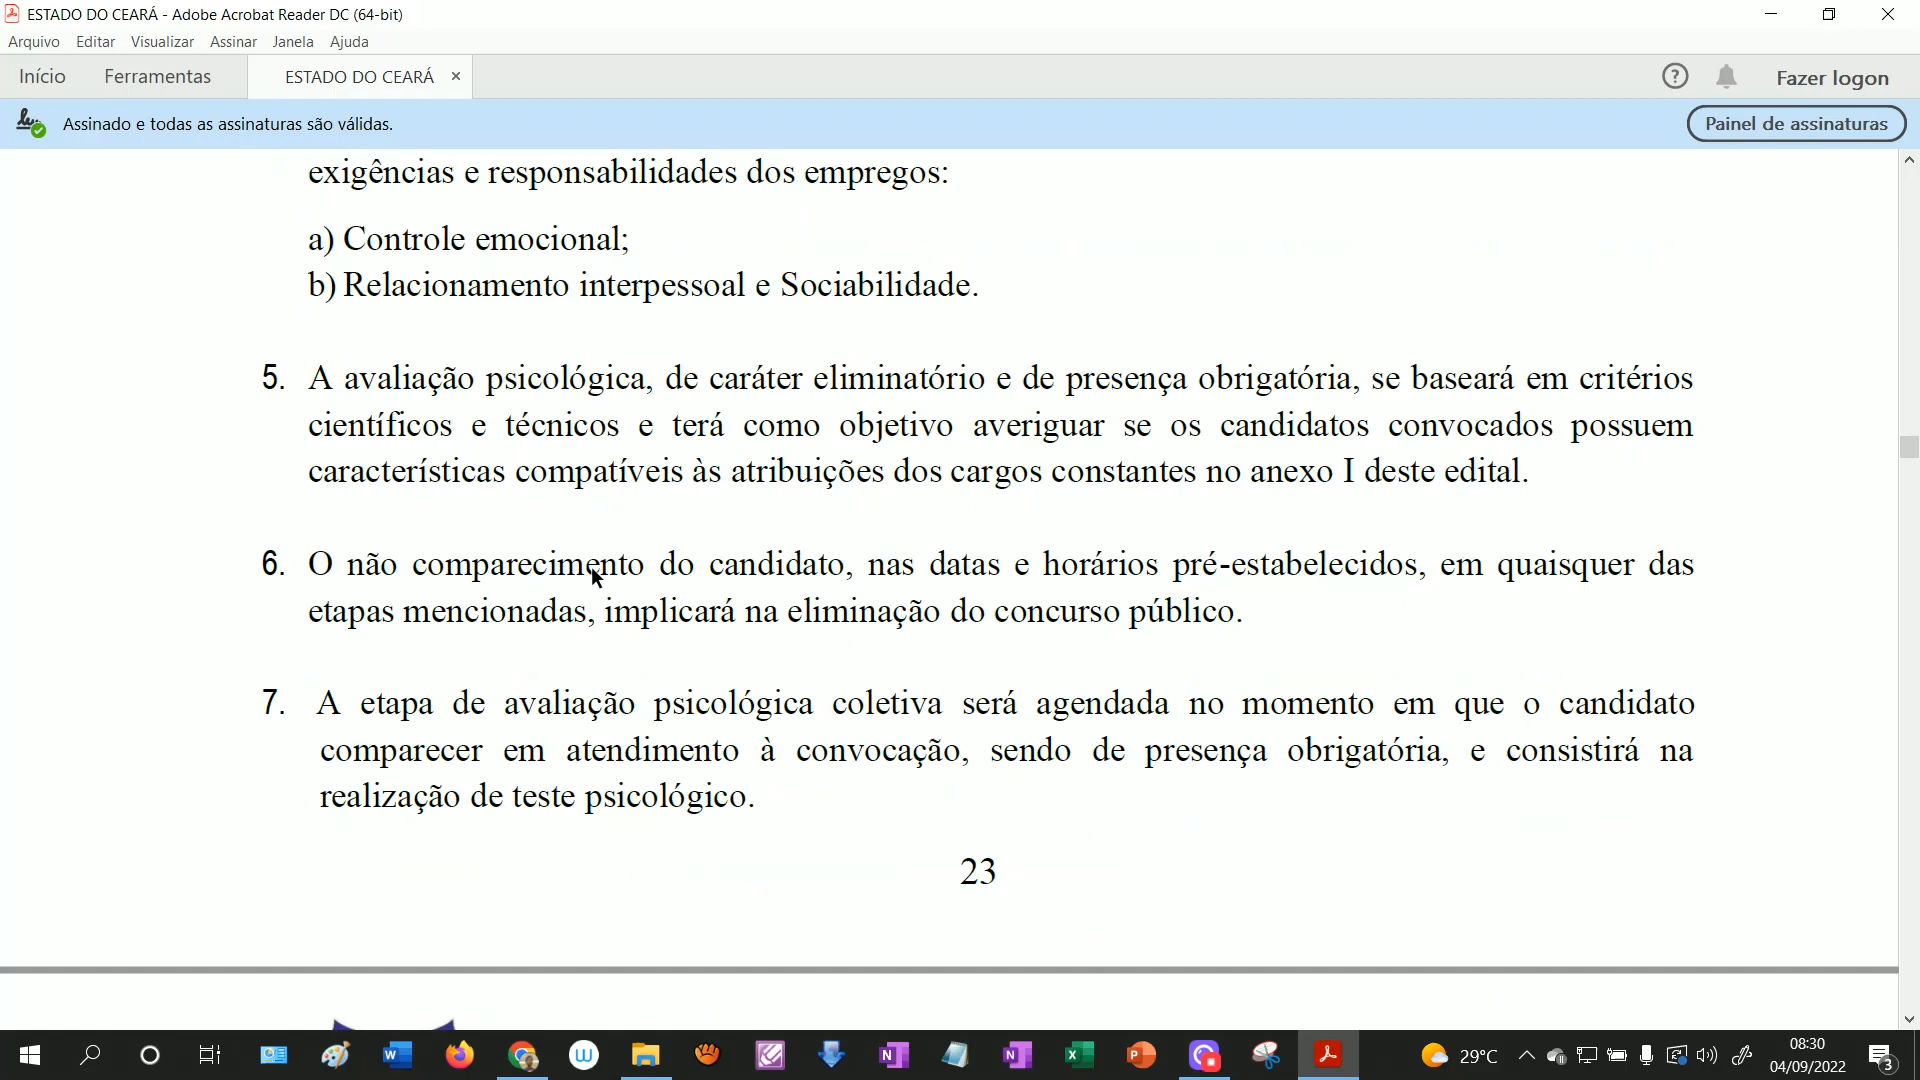 ESTADO DO CEARÁ - Adobe Acrobat Reader DC (64-bit)
Arquivo Editar Visualizar Assinar Janela Ajuda
Início Ferramentas ESTADO DO CEARÁ × Fazer logon
Assinado e todas as assinaturas são válidas. Painel de assinaturas
exigências e responsabilidades dos empregos:
a) Controle emocional;
b) Relacionamento interpessoal e Sociabilidade.
5. A avaliação psicológica, de caráter eliminatório e de presença obrigatória, se baseará em critérios
científicos e técnicos e terá como objetivo averiguar se os candidatos convocados possuem
características compatíveis às atribuições dos cargos constantes no anexo I deste edital.
6. O não comparecimento do candidato, nas datas e horários pré-estabelecidos, em quaisquer das
etapas mencionadas, implicará na eliminação do concurso público.
7. A etapa de avaliação psicológica coletiva será agendada no momento em que o candidato
comparecer em atendimento à convocação, sendo de presença obrigatória, e consistirá na
realização de teste psicológico.
23
29°C
08:30
04/09/2022
3